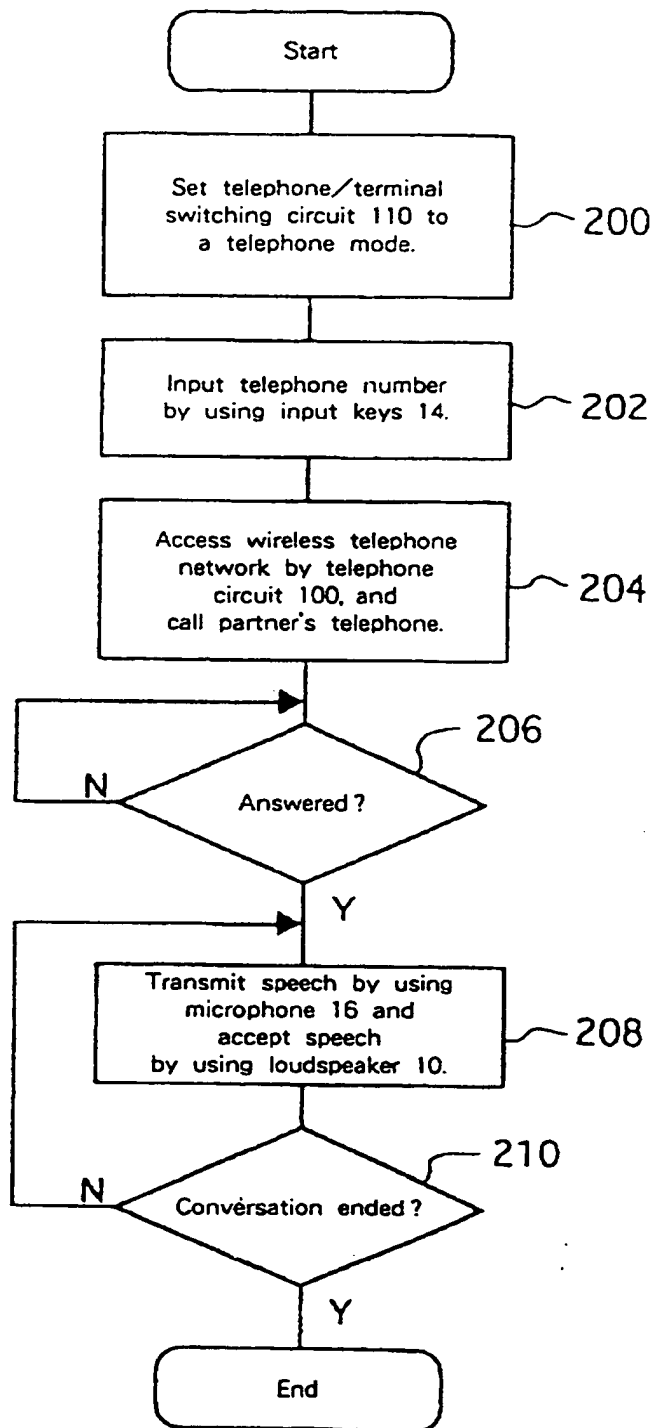 Start
Set telephone/terminal
switching circuit 110 to
a telephone mode.
200
Input telephone number
by using input keys 14.
202
Access wireless telephone
network by telephone
circuit 100, and
call partner's telephone.
204
206
N
Answered?
Y
Transmit speech by using
microphone 16 and
accept speech
by using loudspeaker 10.
208
210
N
Conversation ended?
Y
End